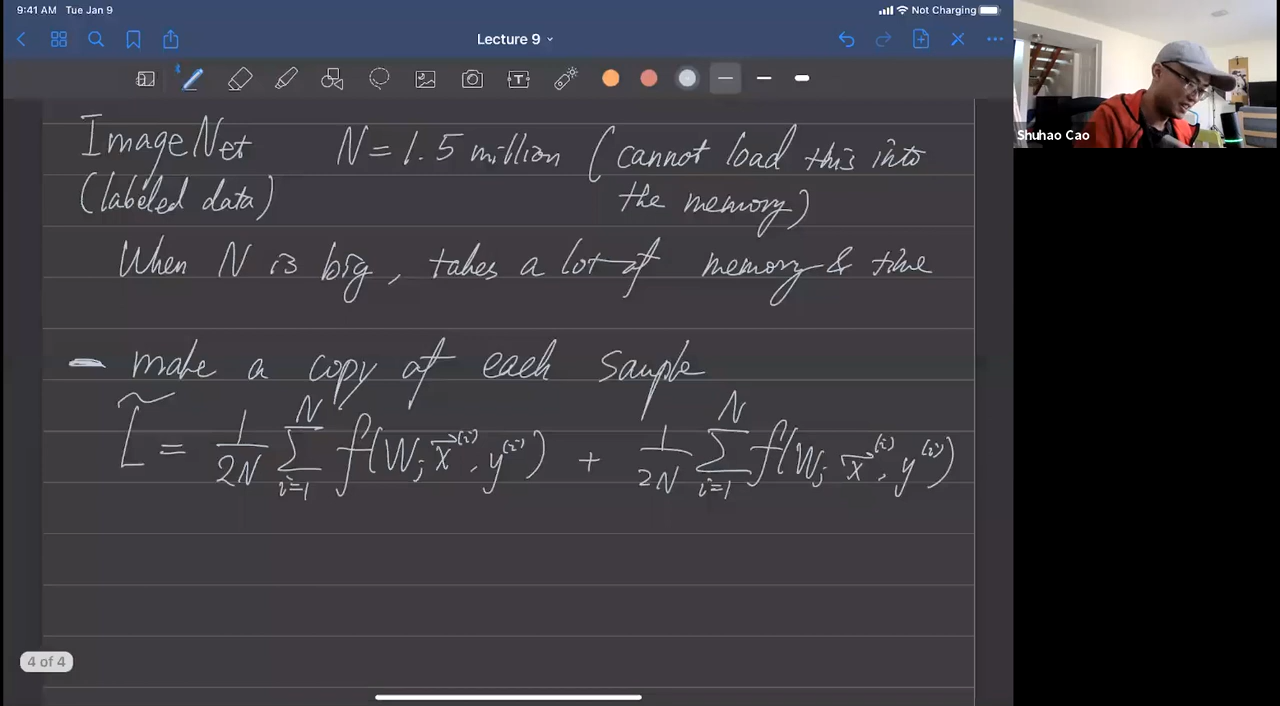 9:41 AM Tue Jan 9
Not Charging
Lecture 9
Shuhao Cao
ImageNet N = 1.5 million (cannot load this into
(labeled data) the memory)
When N is big, takes a lot of memory & time
- make a copy of each sample
L̃ = 1/2N ∑_{i=1}^{N} f(W; x⃗^{(i)}, y^{(i)}) + 1/2N ∑_{i=1}^{N} f(W; x⃗^{(i)}, y^{(i)})
4 of 4